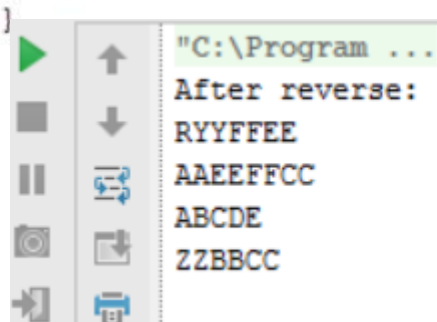 }
"C:\Program ...
After reverse:
RYYFFEE
AAEEFFCC
ABCDE
ZZBBCC